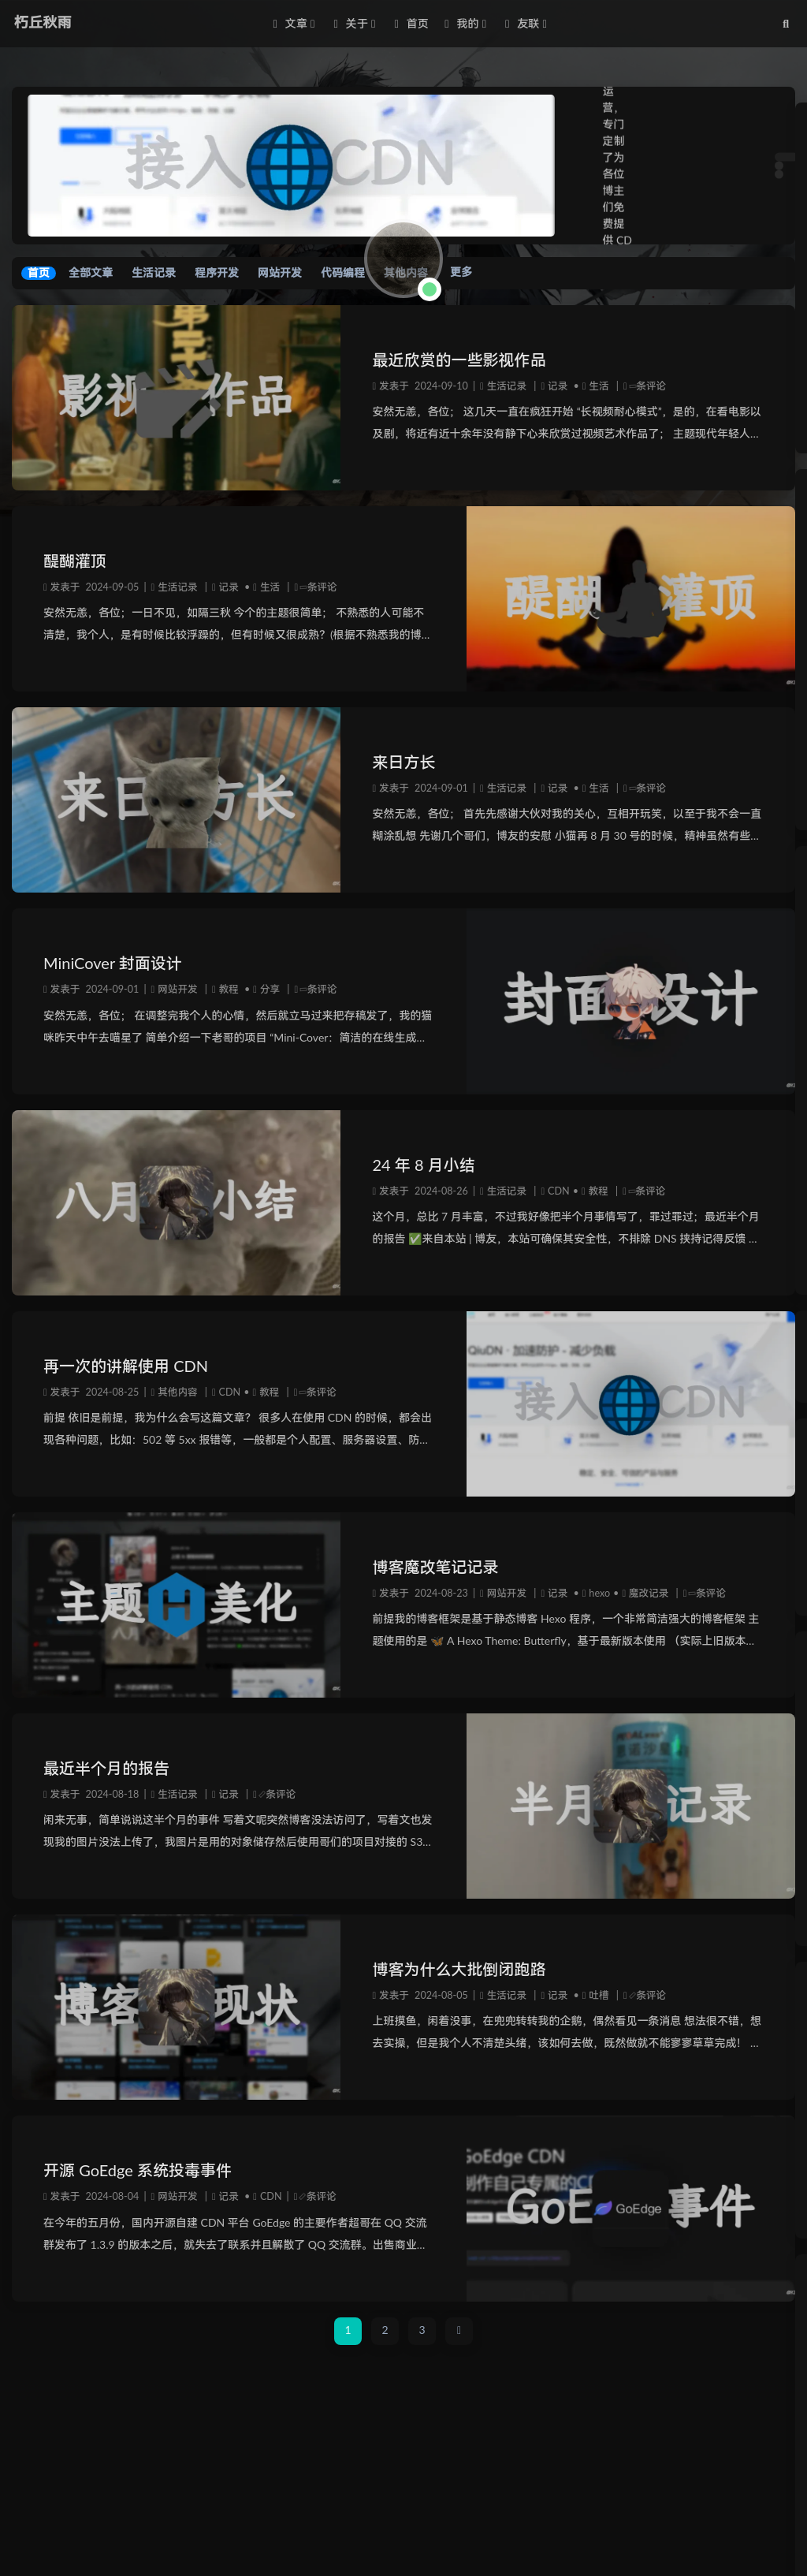 朽丘秋雨
文章
关于
首页
我的
友联
接入 CDN
运
营，
专门
定制
了为
各位
博主
们免
费提
供 CD
首页
全部文章
生活记录
程序开发
网站开发
代码编程
其他内容
更多
影视作品
最近欣赏的一些影视作品
发表于 2024-09-10 | 生活记录 | 记录 • 生活 | 条评论
安然无恙，各位； 这几天一直在疯狂开始 “长视频耐心模式”，是的，在看电影以
及剧，将近有近十余年没有静下心来欣赏过视频艺术作品了； 主题现代年轻人...
醍醐灌顶
发表于 2024-09-05 | 生活记录 | 记录 • 生活 | 条评论
安然无恙，各位；一日不见，如隔三秋 今个的主题很简单； 不熟悉的人可能不
清楚，我个人，是有时候比较浮躁的，但有时候又很成熟？(根据不熟悉我的博...
醍醐灌顶
来日方长
来日方长
发表于 2024-09-01 | 生活记录 | 记录 • 生活 | 条评论
安然无恙，各位； 首先先感谢大伙对我的关心，互相开玩笑，以至于我不会一直
糊涂乱想 先谢几个哥们，博友的安慰 小猫再 8 月 30 号的时候，精神虽然有些...
MiniCover 封面设计
发表于 2024-09-01 | 网站开发 | 教程 • 分享 | 条评论
安然无恙，各位； 在调整完我个人的心情，然后就立马过来把存稿发了，我的猫
咪昨天中午去喵星了 简单介绍一下老哥的项目 “Mini-Cover：简洁的在线生成...
封面设计
八月小结
24 年 8 月小结
发表于 2024-08-26 | 生活记录 | CDN • 教程 | 条评论
这个月，总比 7 月丰富，不过我好像把半个月事情写了，罪过罪过；最近半个月
的报告 ✅来自本站 | 博友，本站可确保其安全性，不排除 DNS 挟持记得反馈 ...
再一次的讲解使用 CDN
发表于 2024-08-25 | 其他内容 | CDN • 教程 | 条评论
前提 依旧是前提，我为什么会写这篇文章？ 很多人在使用 CDN 的时候，都会出
现各种问题，比如：502 等 5xx 报错等，一般都是个人配置、服务器设置、防...
QiuDN · 加速防护 - 减少负载
接入 CDN
主题美化
博客魔改笔记记录
发表于 2024-08-23 | 网站开发 | 记录 • hexo • 魔改记录 | 条评论
前提我的博客框架是基于静态博客 Hexo 程序，一个非常简洁强大的博客框架 主
题使用的是 🦋 A Hexo Theme: Butterfly，基于最新版本使用 （实际上旧版本...
最近半个月的报告
发表于 2024-08-18 | 生活记录 | 记录 | 条评论
闲来无事，简单说说这半个月的事件 写着文呢突然博客没法访问了，写着文也发
现我的图片没法上传了，我图片是用的对象储存然后使用哥们的项目对接的 S3...
半月记录
博客现状
博客为什么大批倒闭跑路
发表于 2024-08-05 | 生活记录 | 记录 • 吐槽 | 条评论
上班摸鱼，闲着没事，在兜兜转转我的企鹅，偶然看见一条消息 想法很不错，想
去实操，但是我个人不清楚头绪，该如何去做，既然做就不能寥寥草草完成！ ...
开源 GoEdge 系统投毒事件
发表于 2024-08-04 | 网站开发 | 记录 • CDN | 条评论
在今年的五月份，国内开源自建 CDN 平台 GoEdge 的主要作者超哥在 QQ 交流
群发布了 1.3.9 的版本之后，就失去了联系并且解散了 QQ 交流群。出售商业...
GoEdge CDN
制作自己专属的C
GoE
GoEdge
事件
1
2
3